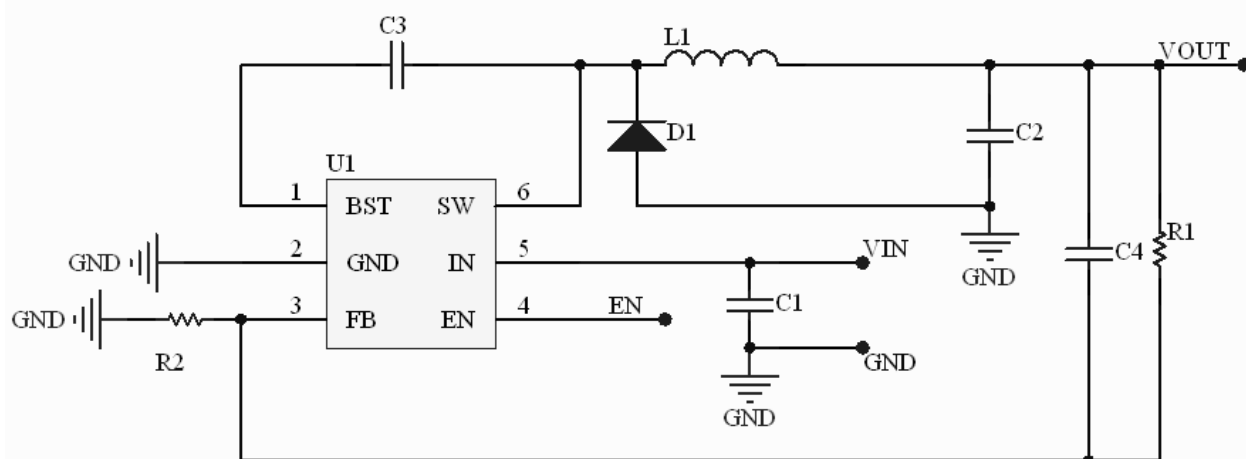 C3
L1
VOUT
D1
C2
U1
1 BST SW 6
R1
GND 2 GND IN 5 VIN
C4
GND
GND 3 FB EN 4 EN
C1
R2
GND
GND